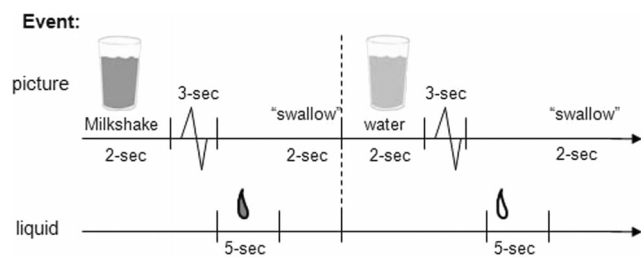 Event:
picture
3-sec
3-sec
Milkshake
“swallow”
water
“swallow”
2-sec
2-sec
2-sec
2-sec
liquid
5-sec
5-sec